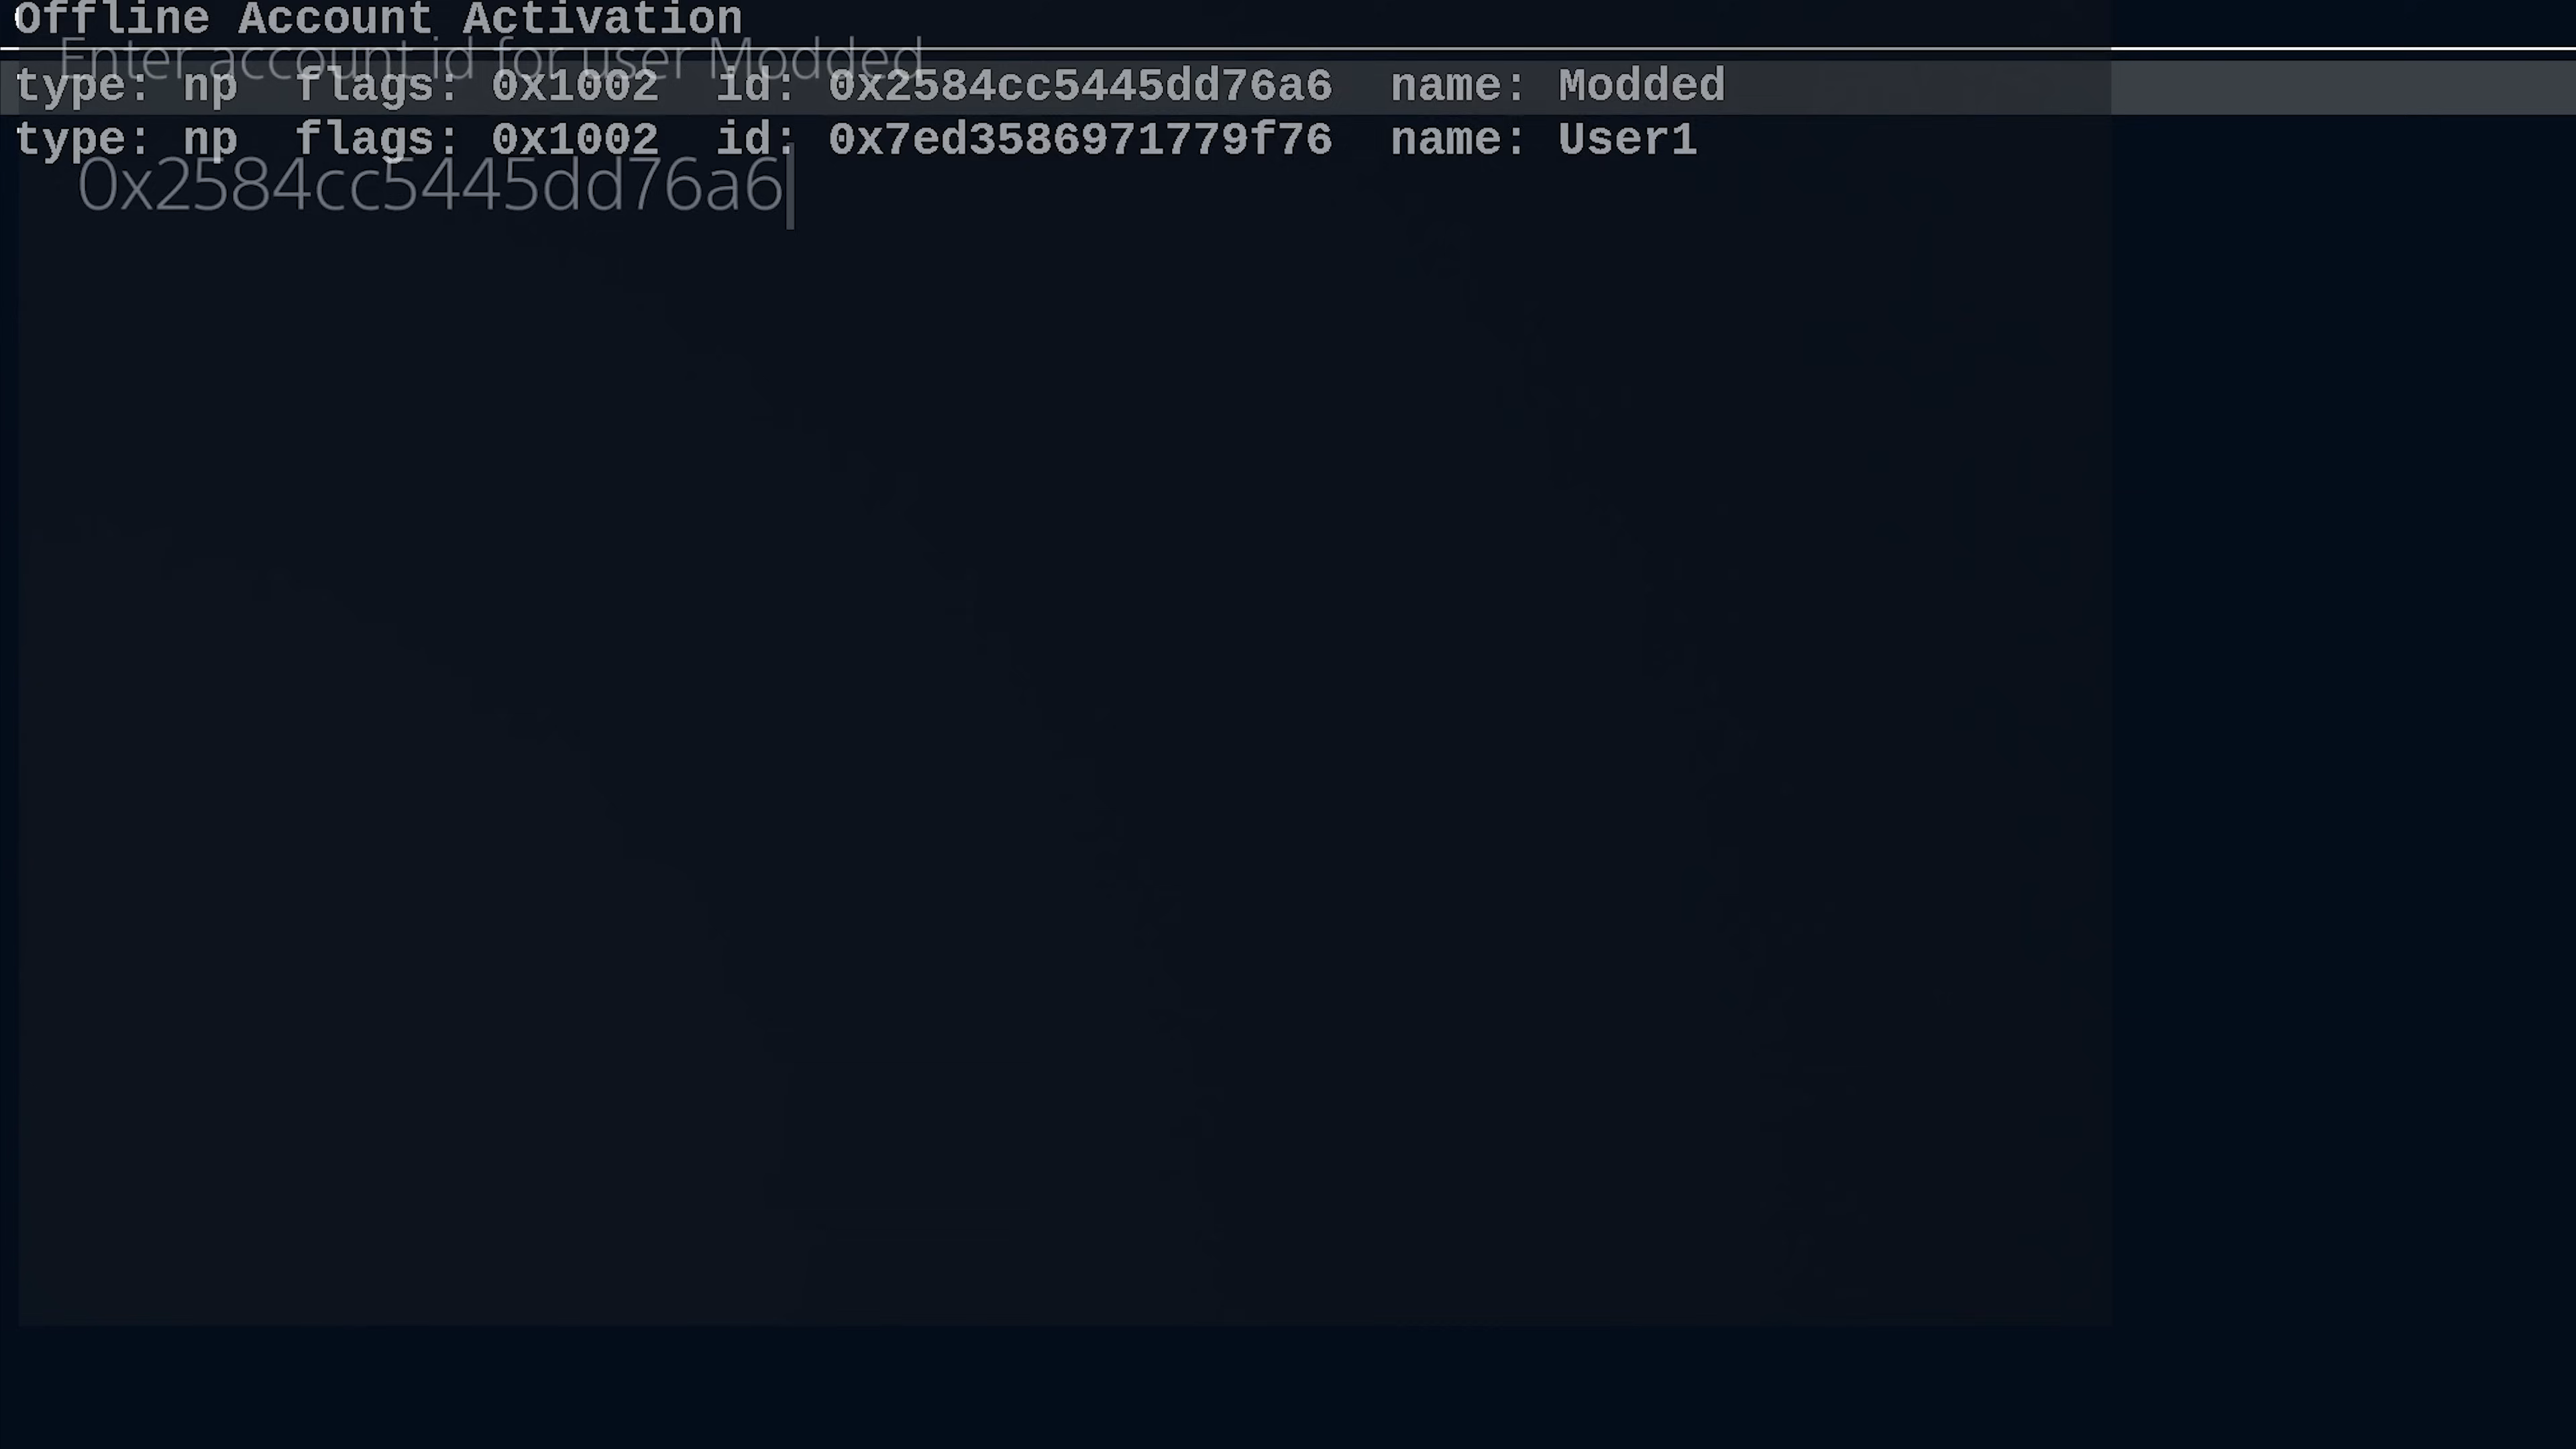 Offline Account Activation
Enter account id for user Modded
type: np  flags: 0x1002  id: 0x2584cc5445dd76a6  name: Modded
type: np  flags: 0x1002  id: 0x7ed3586971779f76  name: User1
0x2584cc5445dd76a6